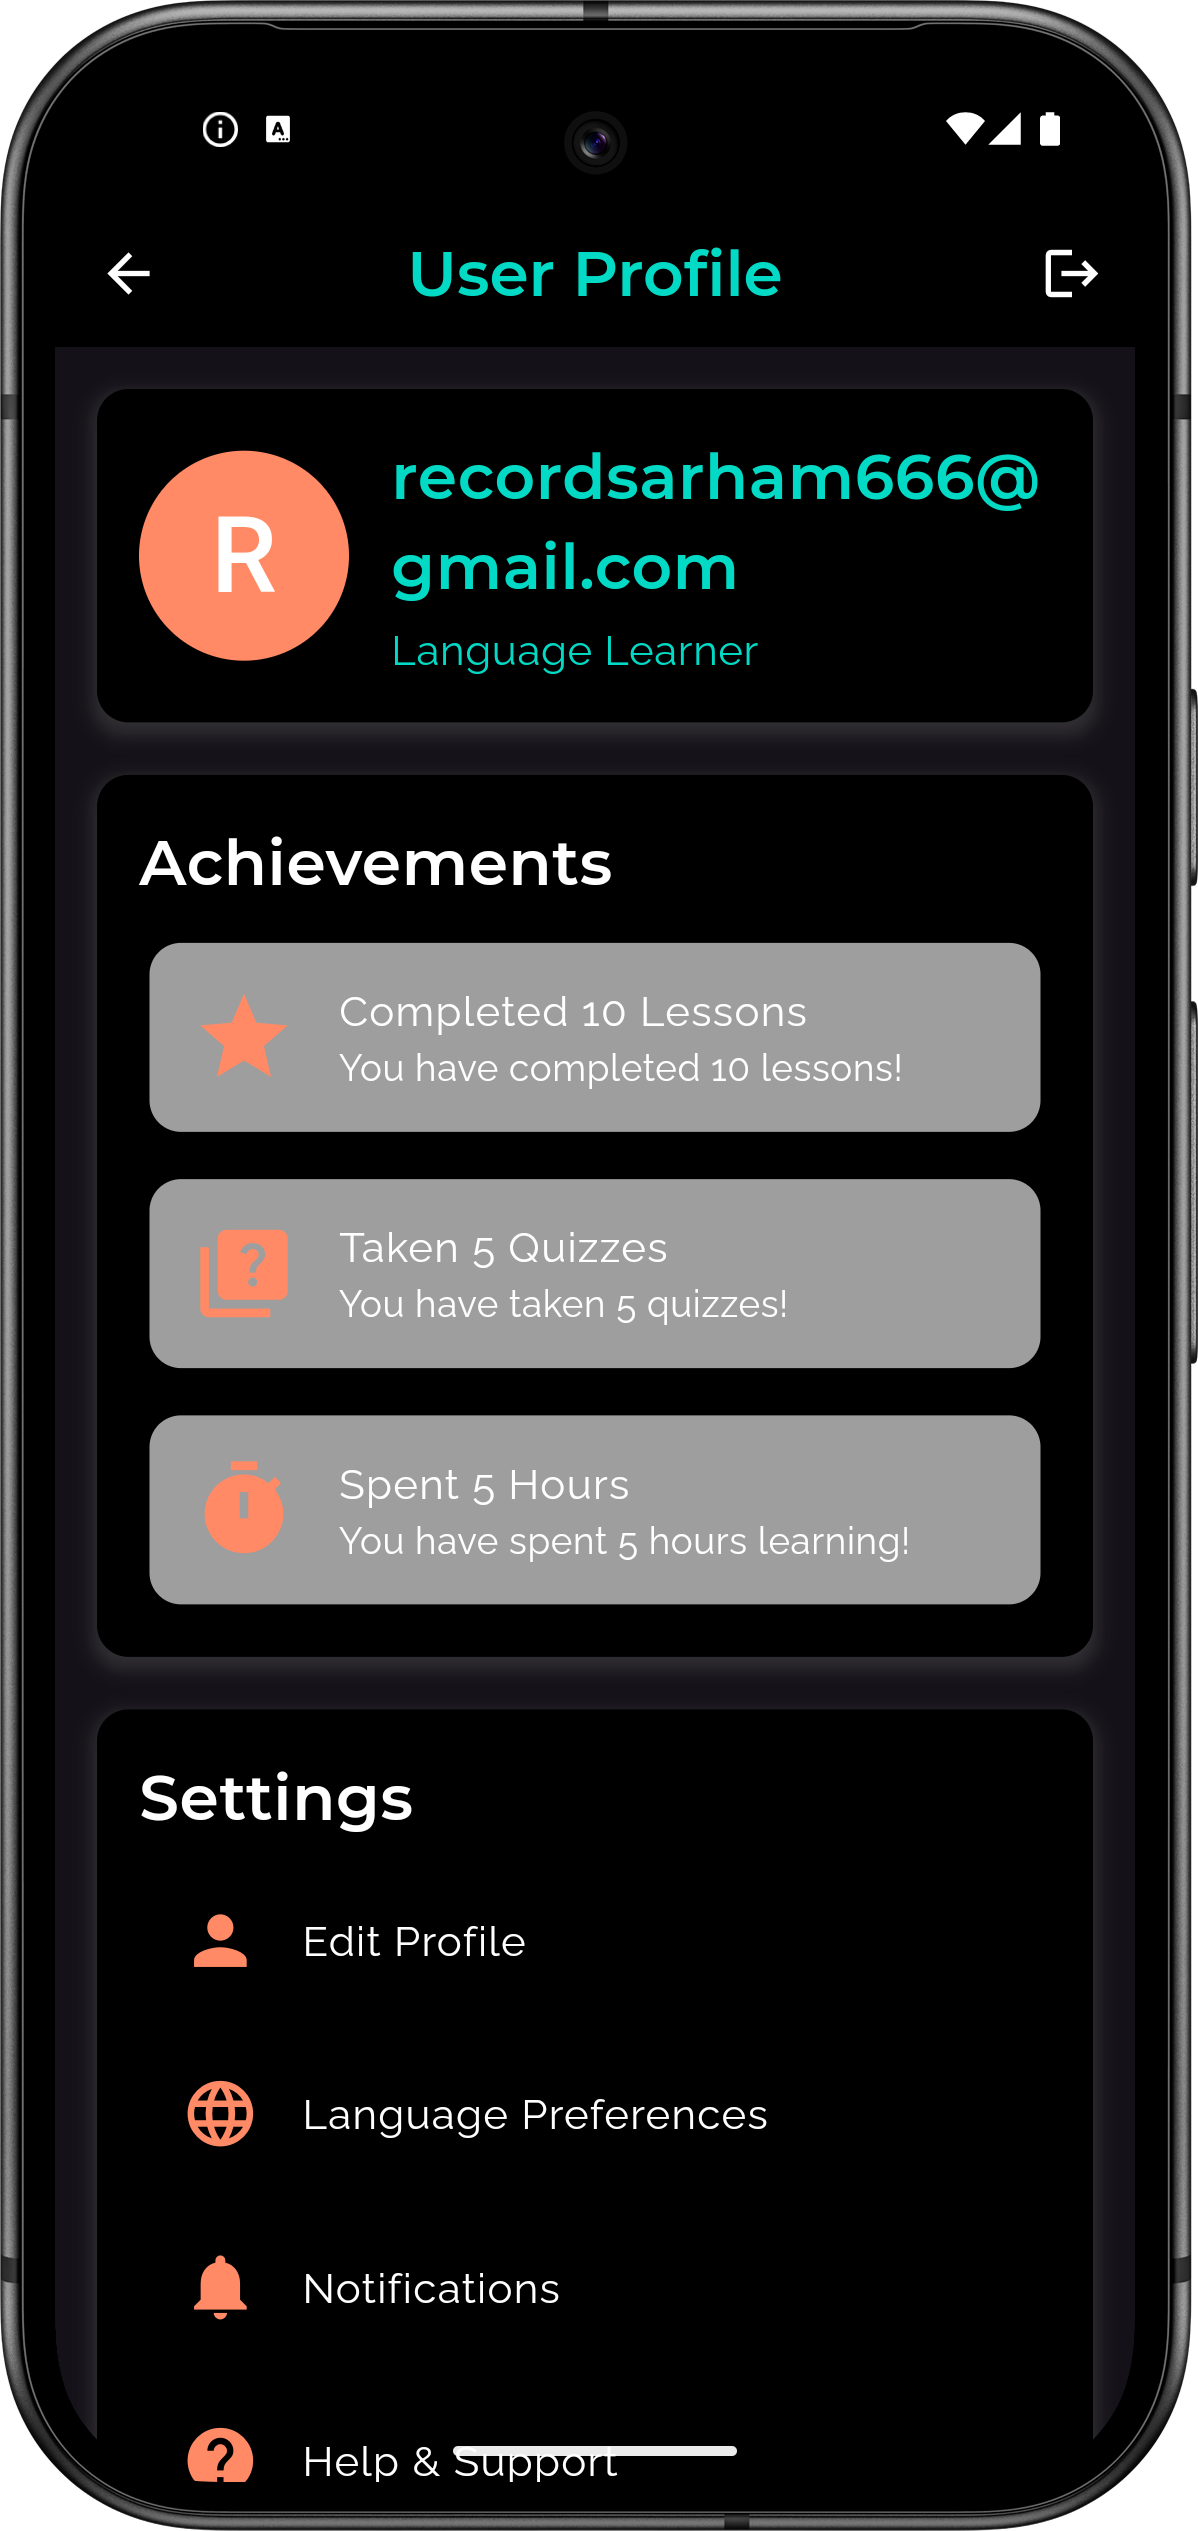 User Profile
R
recordsarham666@
gmail.com
Language Learner
Achievements
Completed 10 Lessons
You have completed 10 lessons!
Taken 5 Quizzes
You have taken 5 quizzes!
Spent 5 Hours
You have spent 5 hours learning!
Settings
Edit Profile
Language Preferences
Notifications
Help & Support